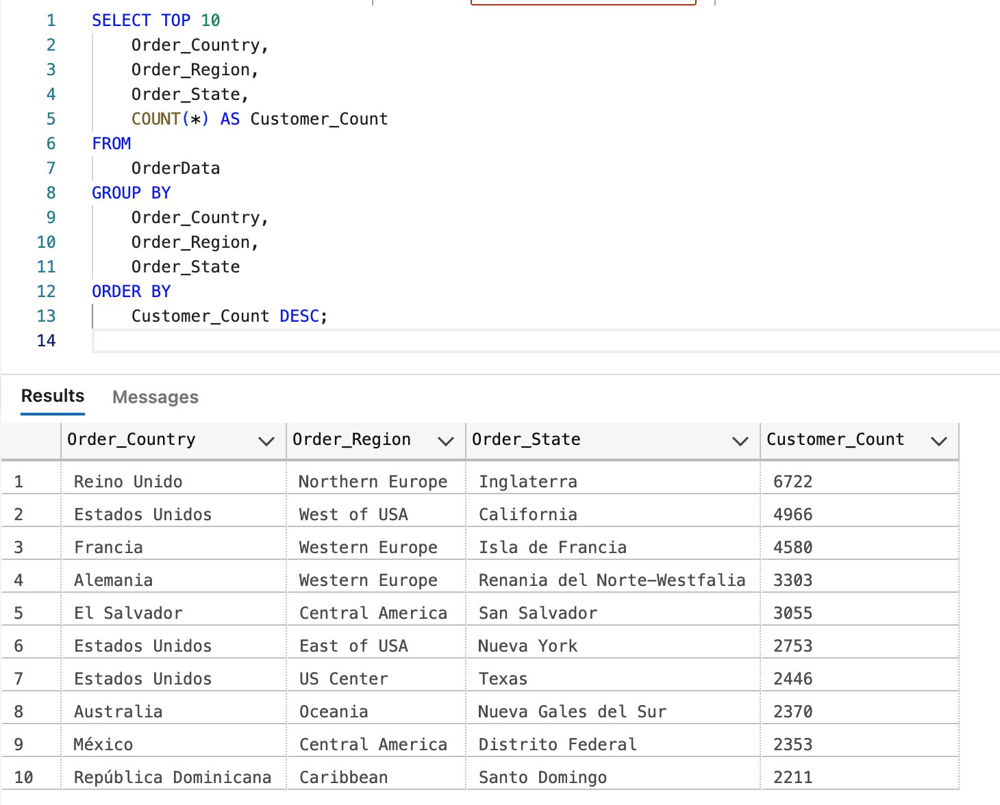 1 SELECT TOP 10
2 Order_Country,
3 Order_Region,
4 Order_State,
5 COUNT(*) AS Customer_Count
6 FROM
7 OrderData
8 GROUP BY
9 Order_Country,
10 Order_Region,
11 Order_State
12 ORDER BY
13 Customer_Count DESC;
14
Results Messages
Order_Country Order_Region Order_State Customer_Count
1 Reino Unido Northern Europe Inglaterra 6722
2 Estados Unidos West of USA California 4966
3 Francia Western Europe Isla de Francia 4580
4 Alemania Western Europe Renania del Norte-Westfalia 3303
5 El Salvador Central America San Salvador 3055
6 Estados Unidos East of USA Nueva York 2753
7 Estados Unidos US Center Texas 2446
8 Australia Oceania Nueva Gales del Sur 2370
9 México Central America Distrito Federal 2353
10 República Dominicana Caribbean Santo Domingo 2211